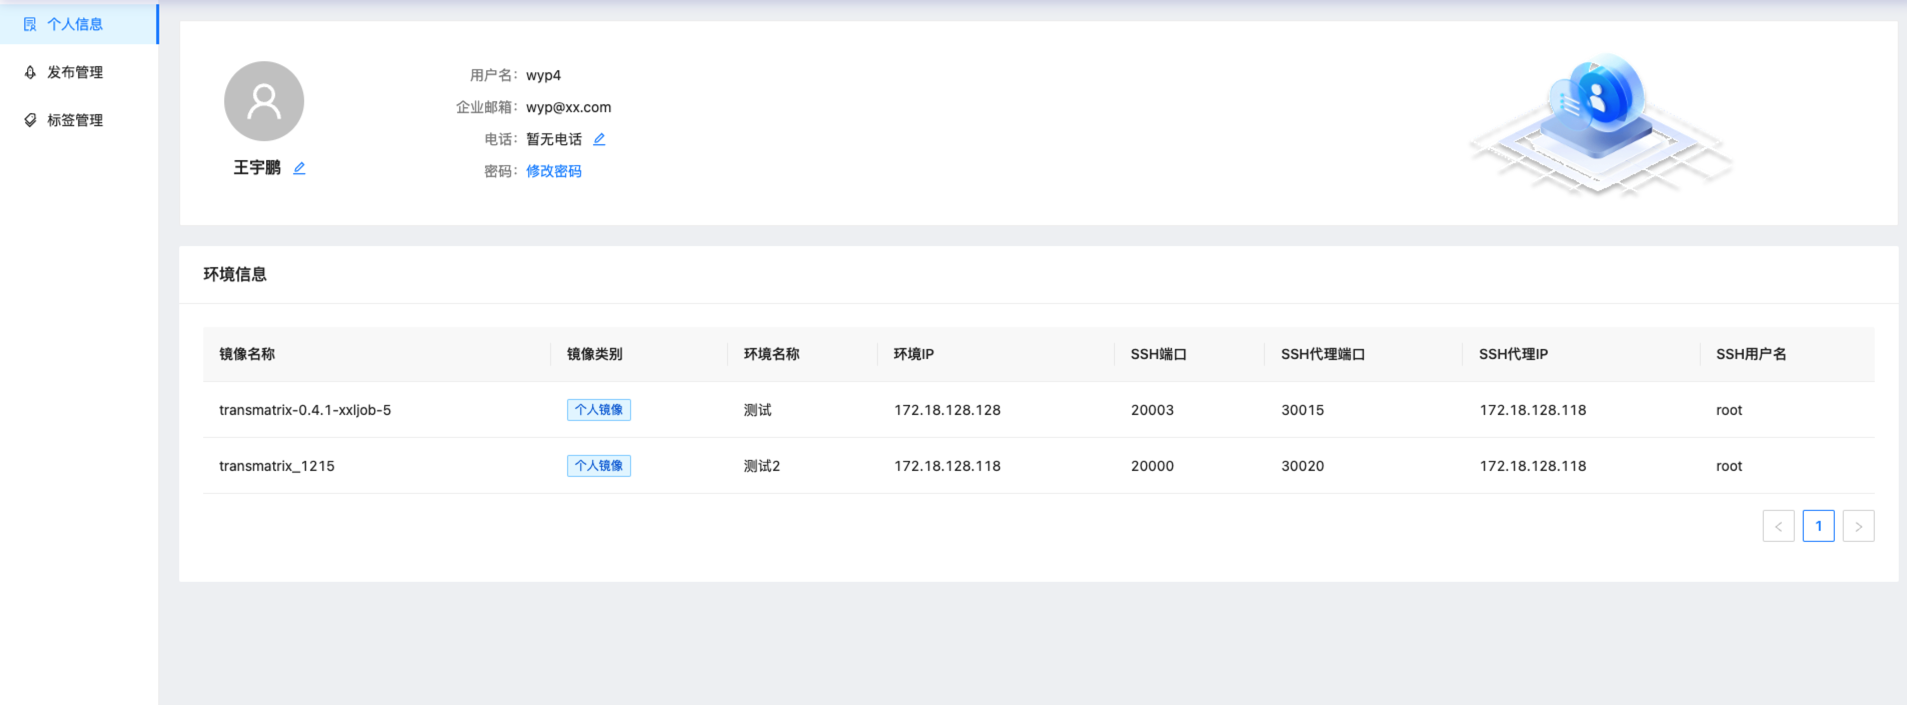 个人信息
发布管理
标签管理
王宇鹏
用户名: wyp4
企业邮箱: wyp@xx.com
电话: 暂无电话
密码: 修改密码
环境信息
镜像名称 镜像类别 环境名称 环境IP SSH端口 SSH代理端口 SSH代理IP SSH用户名
transmatrix-0.4.1-xxljob-5 个人镜像 测试 172.18.128.128 20003 30015 172.18.128.118 root
transmatrix_1215 个人镜像 测试2 172.18.128.118 20000 30020 172.18.128.118 root
< 1 >